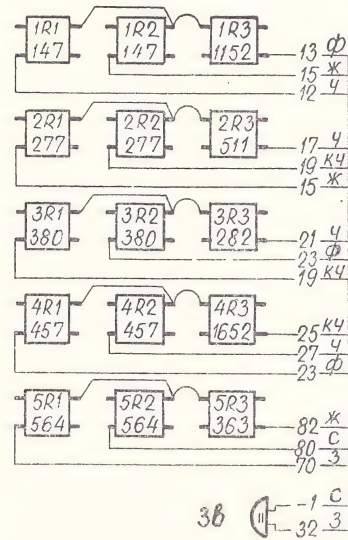 1R1 1R2 1R3
147 147 1152
13 Ф
15 Ж
12 Ч
2R1 2R2 2R3
277 277 511
17 Ч
19 КЧ
15 Ж
3R1 3R2 3R3
380 380 282
21 Ч
23 Ф
19 КЧ
4R1 4R2 4R3
457 457 1652
25 КЧ
27 Ч
23 Ф
5R1 5R2 5R3
564 564 363
82 Ж
80 С
70 З
1 С
Зв
32 З